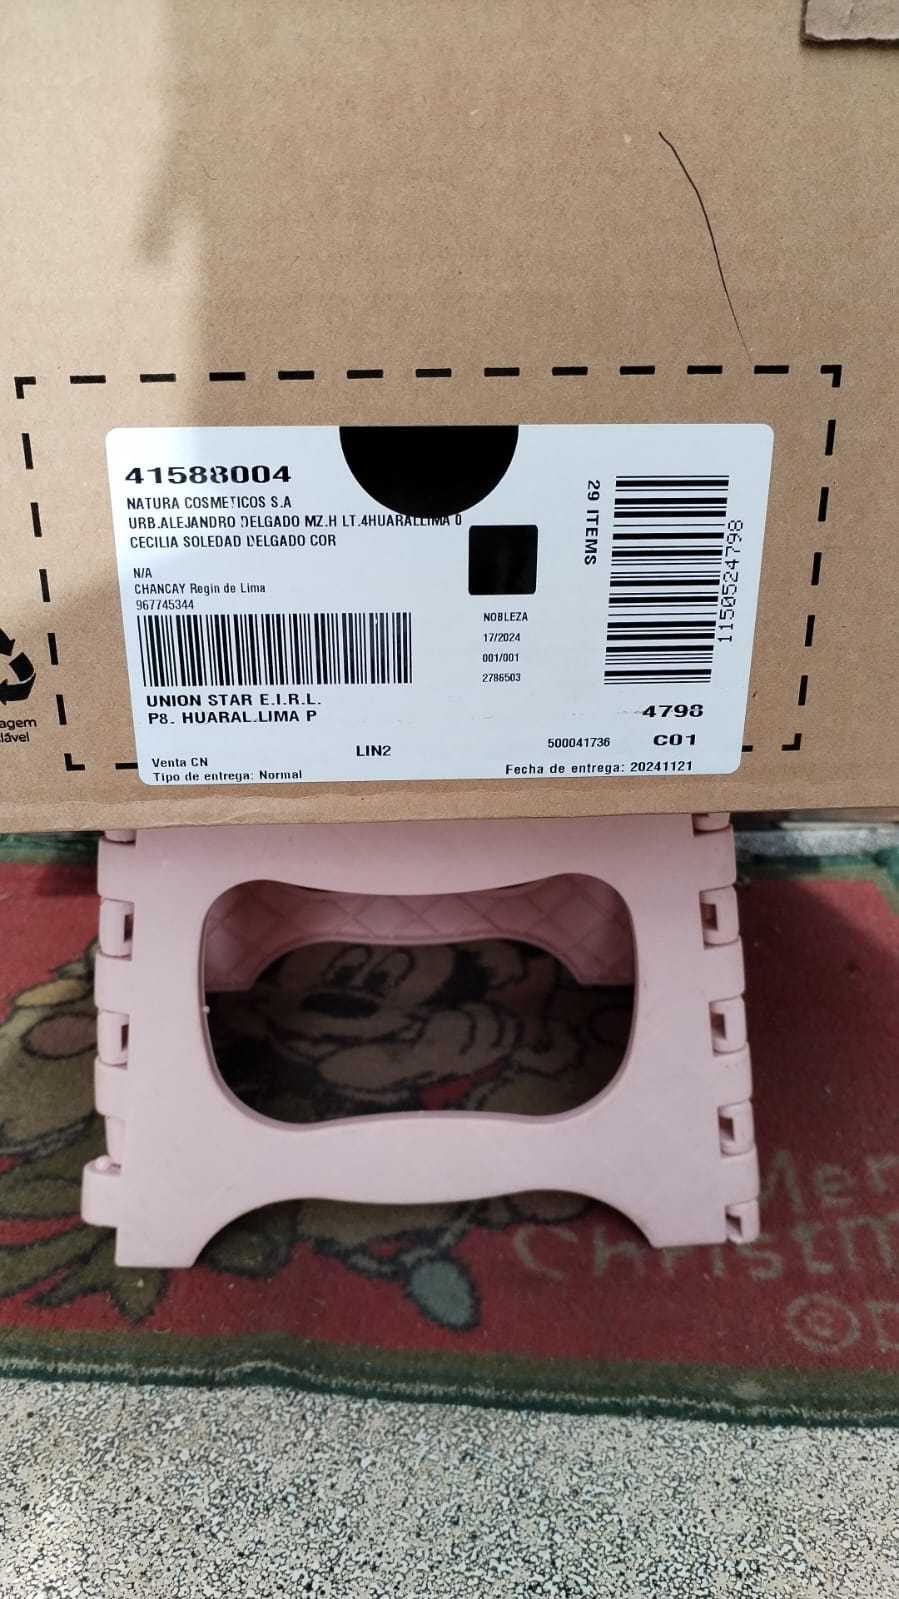 41588004
NATURA COSMETICOS S.A
URB.ALEJANDRO DELGADO MZ.H LT.4HUARALLIMA 0
CECILIA SOLEDAD DELGADO COR
N/A
CHANCAY Regin de Lima
967745344
UNION STAR E.I.R.L.
P8. HUARAL.LIMA P
Venta CN
Tipo de entrega: Normal
LIN2
NOBLEZA
17/2024
001/001
2786503
29 ITEMS
1150524798
4798
500041736
C01
Fecha de entrega: 20241121
agem
lável
Mer
Christm
©D